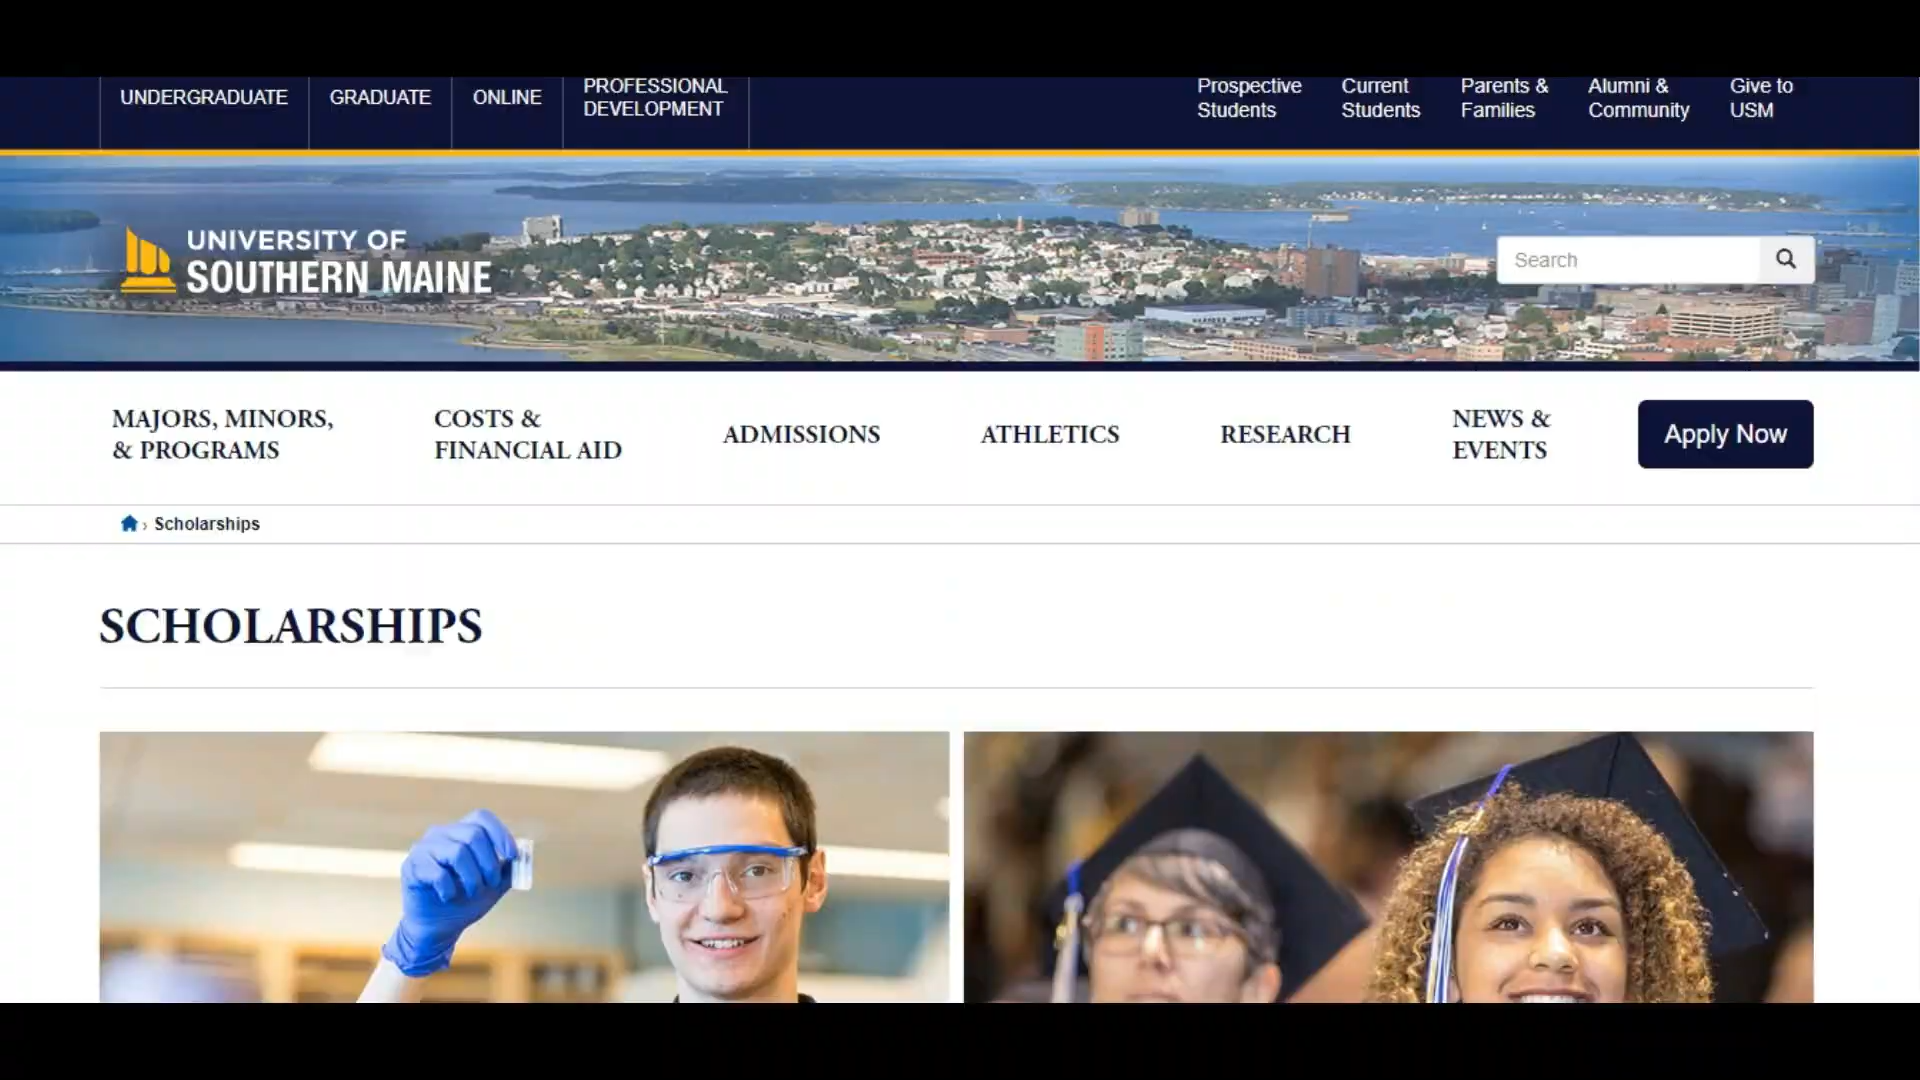 UNDERGRADUATE
GRADUATE
ONLINE
PROFESSIONAL
DEVELOPMENT
Prospective
Students
Current
Students
Parents &
Families
Alumni &
Community
Give to
USM
UNIVERSITY OF
SOUTHERN MAINE
Search
MAJORS, MINORS,
& PROGRAMS
COSTS &
FINANCIAL AID
ADMISSIONS
ATHLETICS
RESEARCH
NEWS &
EVENTS
Apply Now
› Scholarships
SCHOLARSHIPS